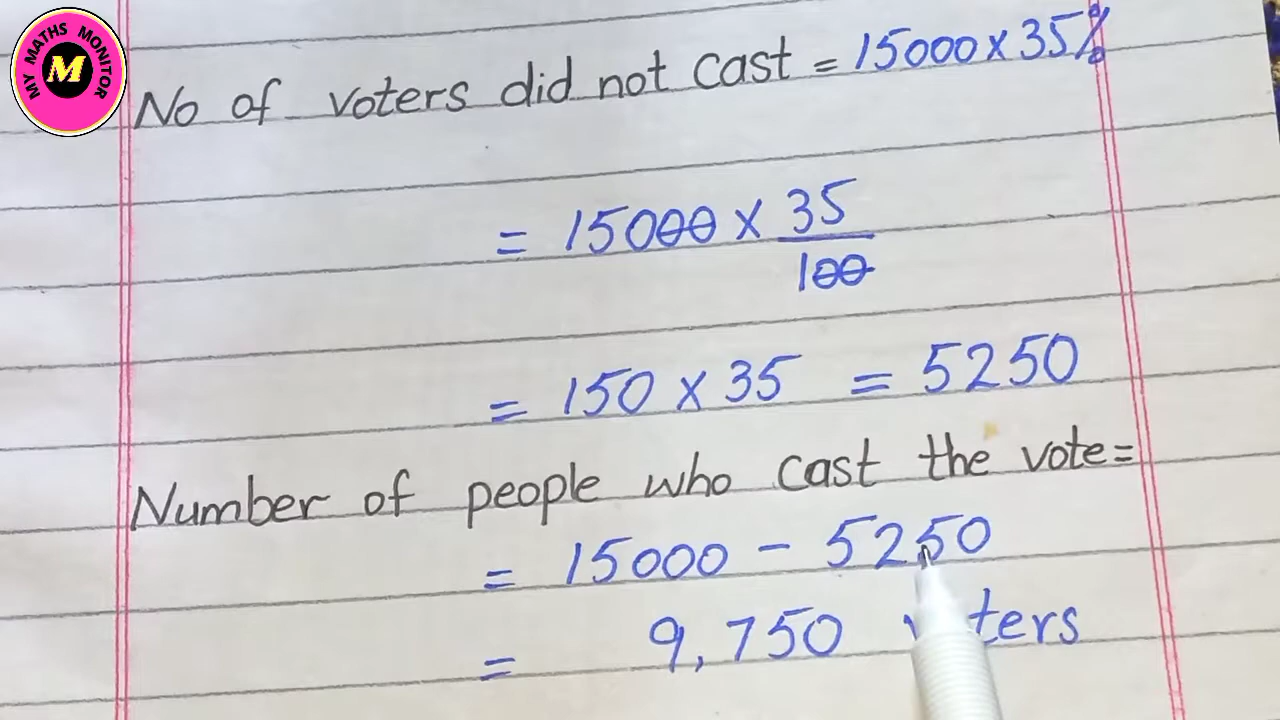 MY MATHS MONITOR
M
No of voters did not cast = 15000 x 35%
= 15000 x 35/100
= 150 x 35 = 5250
Number of people who cast the vote=
= 15000 - 5250
= 9,750 voters